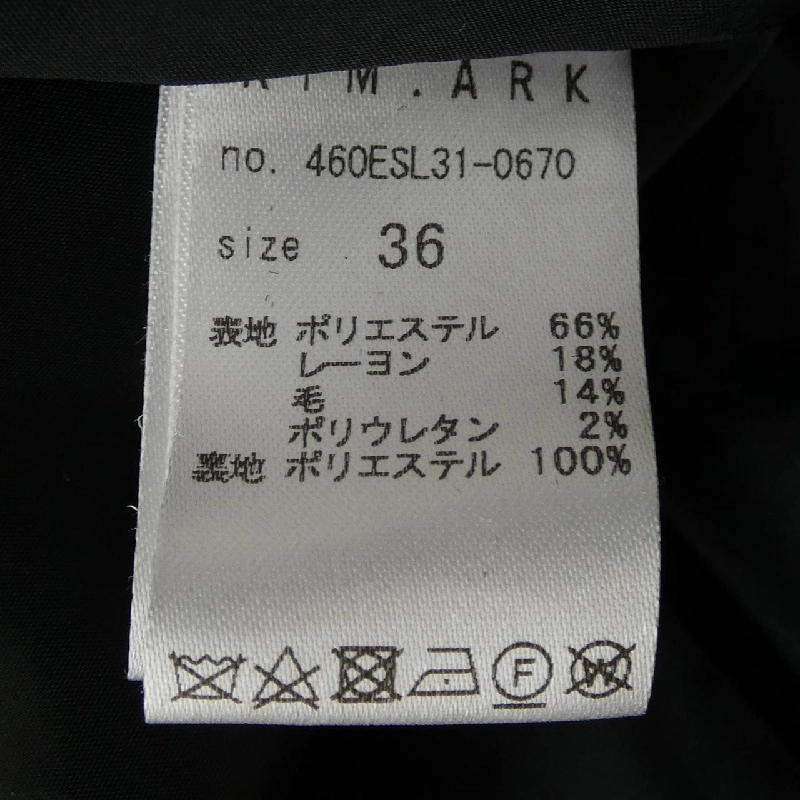 K I M . A R K
no. 460ESL31-0670
size 36
表地 ポリエステル 66%
レーヨン 18%
毛 14%
ポリウレタン 2%
裏地 ポリエステル 100%
F W